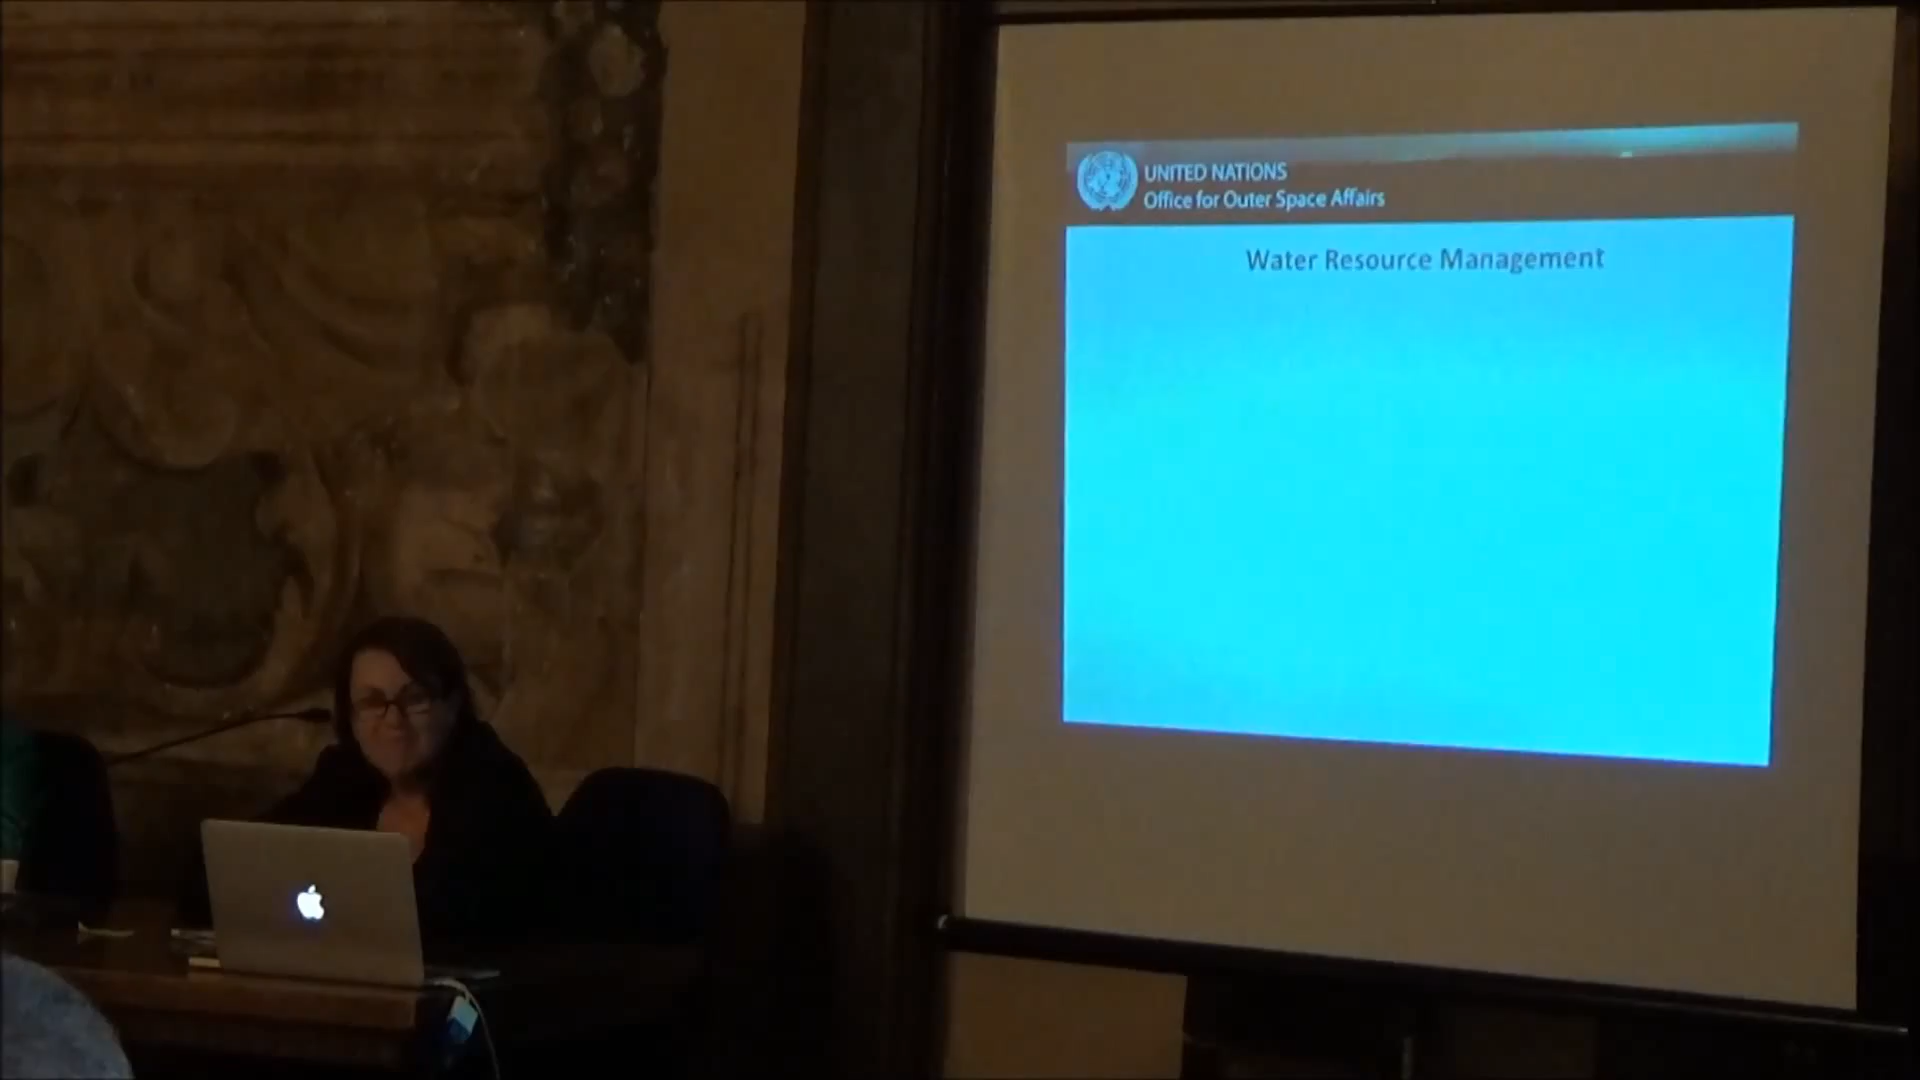 UNITED NATIONS
Office for Outer Space Affairs
Water Resource Management